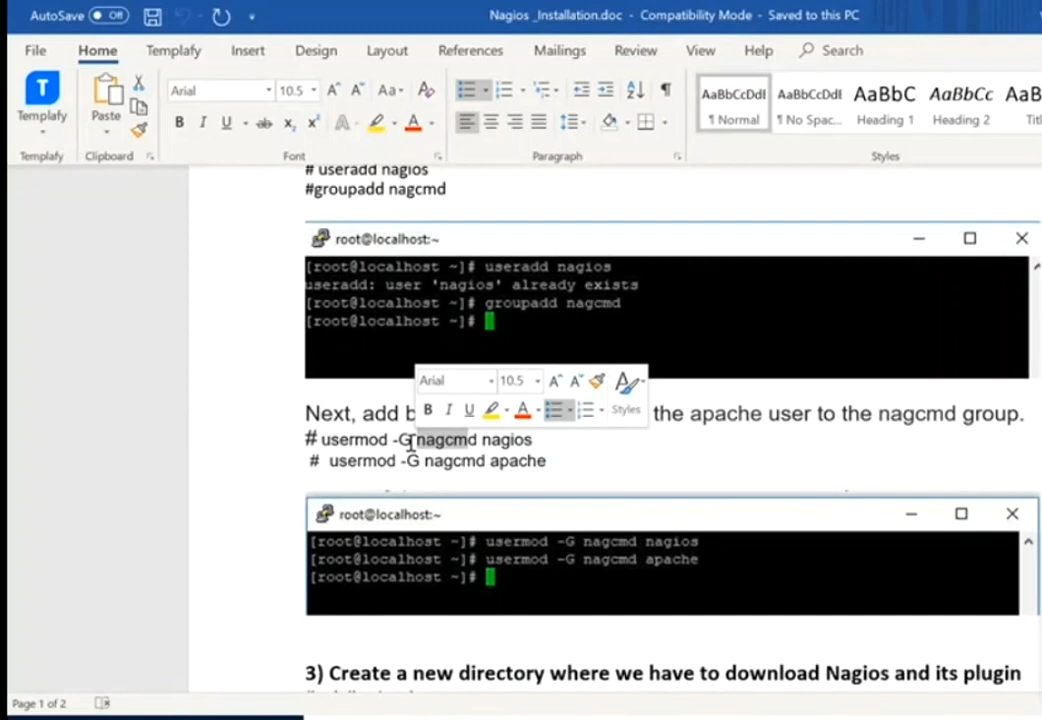 AutoSave Off Nagios _Installation.doc - Compatibility Mode - Saved to this PC
File Home Templafy Insert Design Layout References Mailings Review View Help Search
T
Templafy
Templafy
Paste
Clipboard
Arial 10.5 A A Aa A
B I U ab x₂ x² A A
Font
Paragraph
AaBbCcDdI AaBbCcDdI AaBbC AaBbCc AaB
¶ Normal ¶ No Spac... Heading 1 Heading 2 Titl
Styles
# useradd nagios
#groupadd nagcmd
root@localhost:~
[root@localhost ~]# useradd nagios
useradd: user 'nagios' already exists
[root@localhost ~]# groupadd nagcmd
[root@localhost ~]#
Arial 10.5 A A
B I U A Styles
Next, add b the apache user to the nagcmd group.
# usermod -G nagcmd nagios
# usermod -G nagcmd apache
root@localhost:~
[root@localhost ~]# usermod -G nagcmd nagios
[root@localhost ~]# usermod -G nagcmd apache
[root@localhost ~]#
3) Create a new directory where we have to download Nagios and its plugin
Page 1 of 2